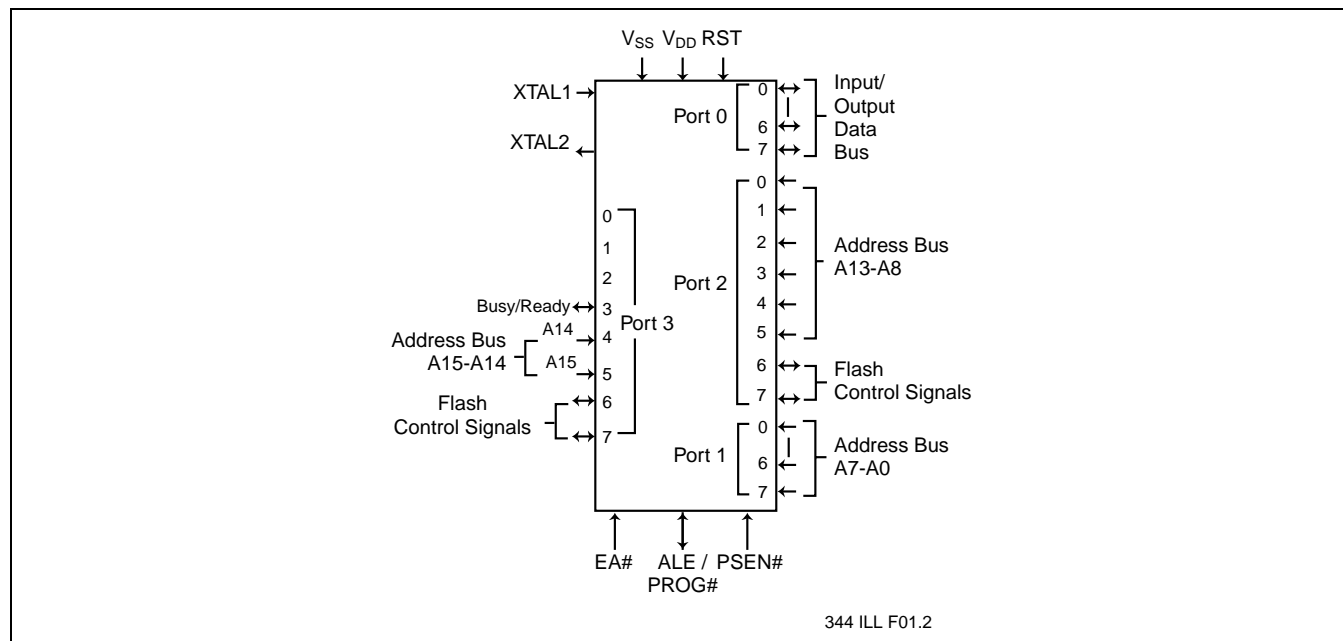 VSS VDD RST
XTAL1
XTAL2
Port 0
0
6
7
Input/
Output
Data
Bus
Port 2
0
1
2
3
4
5
6
7
Address Bus
A13-A8
Flash
Control Signals
Port 3
0
1
2
3
4
5
6
7
Busy/Ready
A14
A15
Address Bus
A15-A14
Flash
Control Signals
Port 1
0
6
7
Address Bus
A7-A0
EA#
ALE /
PROG#
PSEN#
344 ILL F01.2